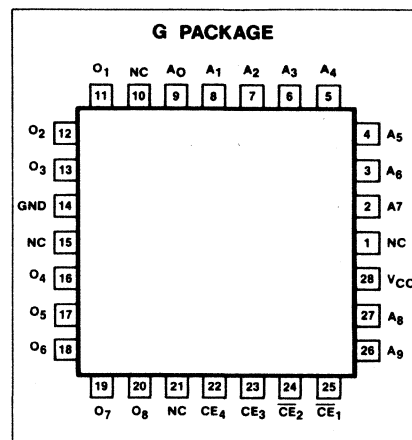 G PACKAGE
O1 NC A0 A1 A2 A3 A4
11 10 9 8 7 6 5
O2 12 4 A5
O3 13 3 A6
GND 14 2 A7
NC 15 1 NC
O4 16 28 VCC
O5 17 27 A8
O6 18 26 A9
19 20 21 22 23 24 25
O7 O8 NC CE4 CE3 C̅E̅2 C̅E̅1